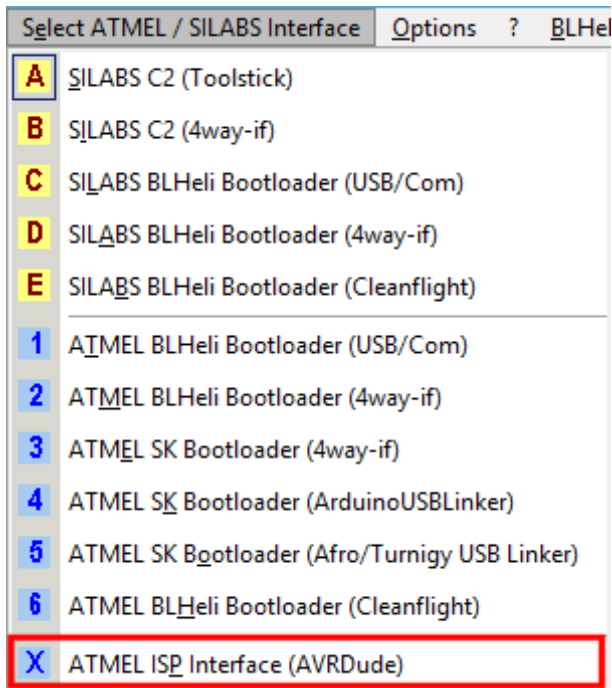 Select ATMEL / SILABS Interface Options ? BLHel
A SILABS C2 (Toolstick)
B SILABS C2 (4way-if)
C SILABS BLHeli Bootloader (USB/Com)
D SILABS BLHeli Bootloader (4way-if)
E SILABS BLHeli Bootloader (Cleanflight)
1 ATMEL BLHeli Bootloader (USB/Com)
2 ATMEL BLHeli Bootloader (4way-if)
3 ATMEL SK Bootloader (4way-if)
4 ATMEL SK Bootloader (ArduinoUSBLinker)
5 ATMEL SK Bootloader (Afro/Turnigy USB Linker)
6 ATMEL BLHeli Bootloader (Cleanflight)
X ATMEL ISP Interface (AVRDude)